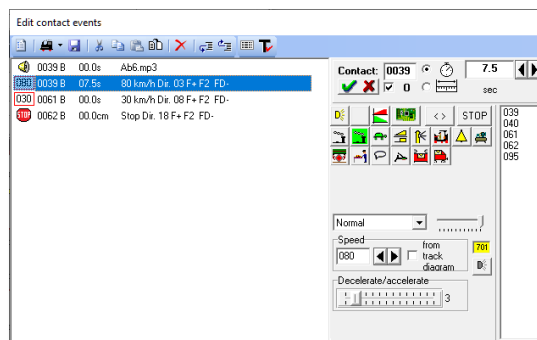 Edit contact events
0039 B 00.0s Ab6.mp3
080 0039 B 07.5s 80 km/h Dir. 03 F+ F2 FD-
030 0061 B 00.0s 30 km/h Dir. 08 F+ F2 FD-
STOP 0062 B 00.0cm Stop Dir. 18 F+ F2 FD-
Contact: 0039 7.5
0 sec
<> STOP
039
040
061
062
095
Normal
Speed
080 from track diagram
701
Decelerate/accelerate
3